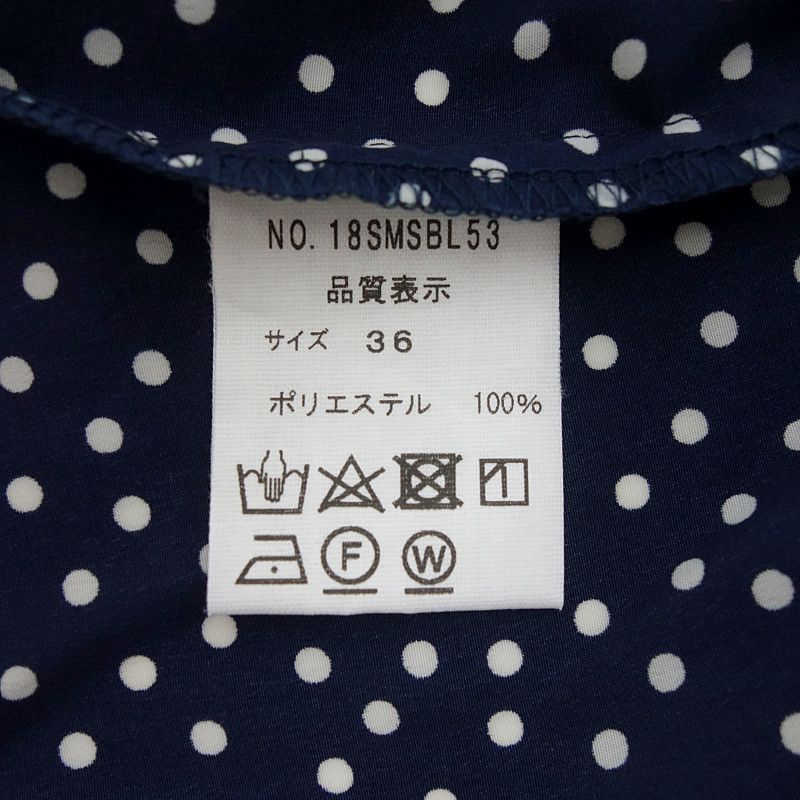 NO.18SMSBL53
品質表示
サイズ 36
ポリエステル 100%
F W